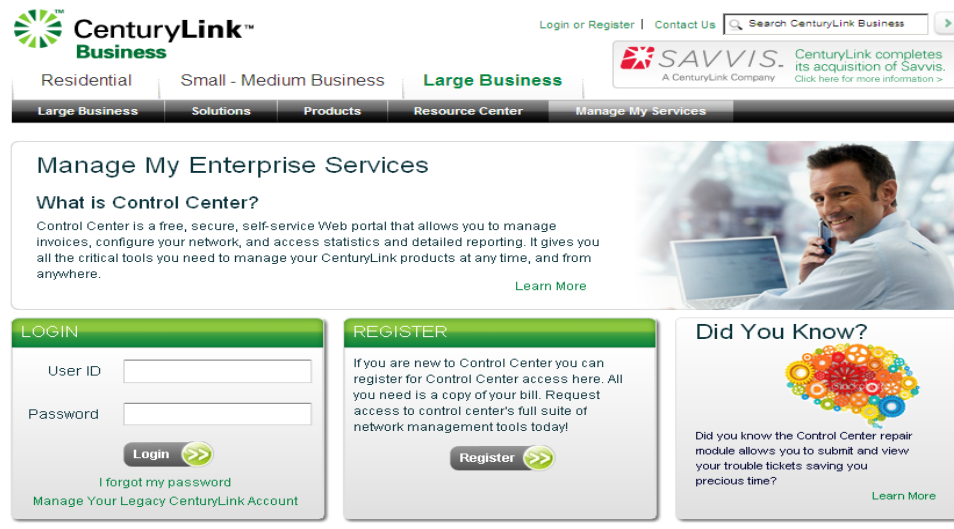 CenturyLink™
Business
Login or Register | Contact Us
Search CenturyLink Business
SAVVIS.
A CenturyLink Company
CenturyLink completes
its acquisition of Savvis.
Click here for more information >
Residential
Small - Medium Business
Large Business
Large Business
Solutions
Products
Resource Center
Manage My Services
Manage My Enterprise Services
What is Control Center?
Control Center is a free, secure, self-service Web portal that allows you to manage
invoices, configure your network, and access statistics and detailed reporting. It gives you
all the critical tools you need to manage your CenturyLink products at any time, and from
anywhere.
Learn More
LOGIN
User ID
Password
Login
I forgot my password
Manage Your Legacy CenturyLink Account
REGISTER
If you are new to Control Center you can
register for Control Center access here. All
you need is a copy of your bill. Request
access to control center's full suite of
network management tools today!
Register
Did You Know?
Did you know the Control Center repair
module allows you to submit and view
your trouble tickets saving you
precious time?
Learn More